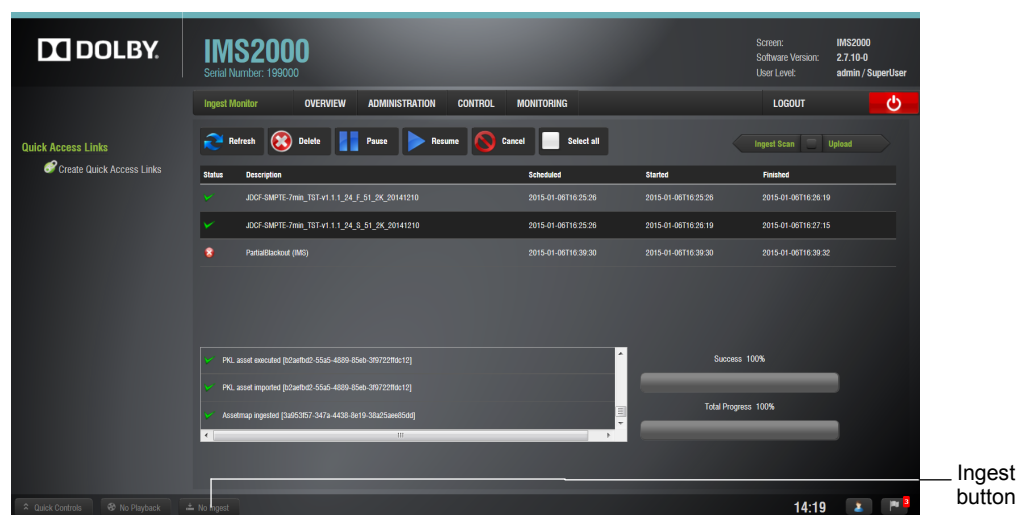 DOLBY.
IMS2000
Serial Number: 199000
Screen: IMS2000
Software Version: 2.7.10-0
User Level: admin / SuperUser
Ingest Monitor OVERVIEW ADMINISTRATION CONTROL MONITORING LOGOUT
Quick Access Links
Create Quick Access Links
Refresh Delete Pause Resume Cancel Select all Ingest Scan Upload
Status Description Scheduled Started Finished
JDCF-SMPTE-7min_TST-v1.1.1_24_F_51_2K_20141210 2015-01-06T16:25:26 2015-01-06T16:25:26 2015-01-06T16:26:19
JDCF-SMPTE-7min_TST-v1.1.1_24_S_51_2K_20141210 2015-01-06T16:25:26 2015-01-06T16:26:19 2015-01-06T16:27:15
PartialBlackout (IMS) 2015-01-06T16:39:30 2015-01-06T16:39:30 2015-01-06T16:39:32
PKL asset executed [b2aefbd2-55a5-4889-85eb-3f9722ffdc12]
PKL asset imported [b2aefbd2-55a5-4889-85eb-3f9722ffdc12]
Assetmap ingested [3a953f57-347a-4438-8e19-38a25aee85dd]
Success 100%
Total Progress 100%
Quick Controls No Playback No Ingest 14:19 3
Ingest
button